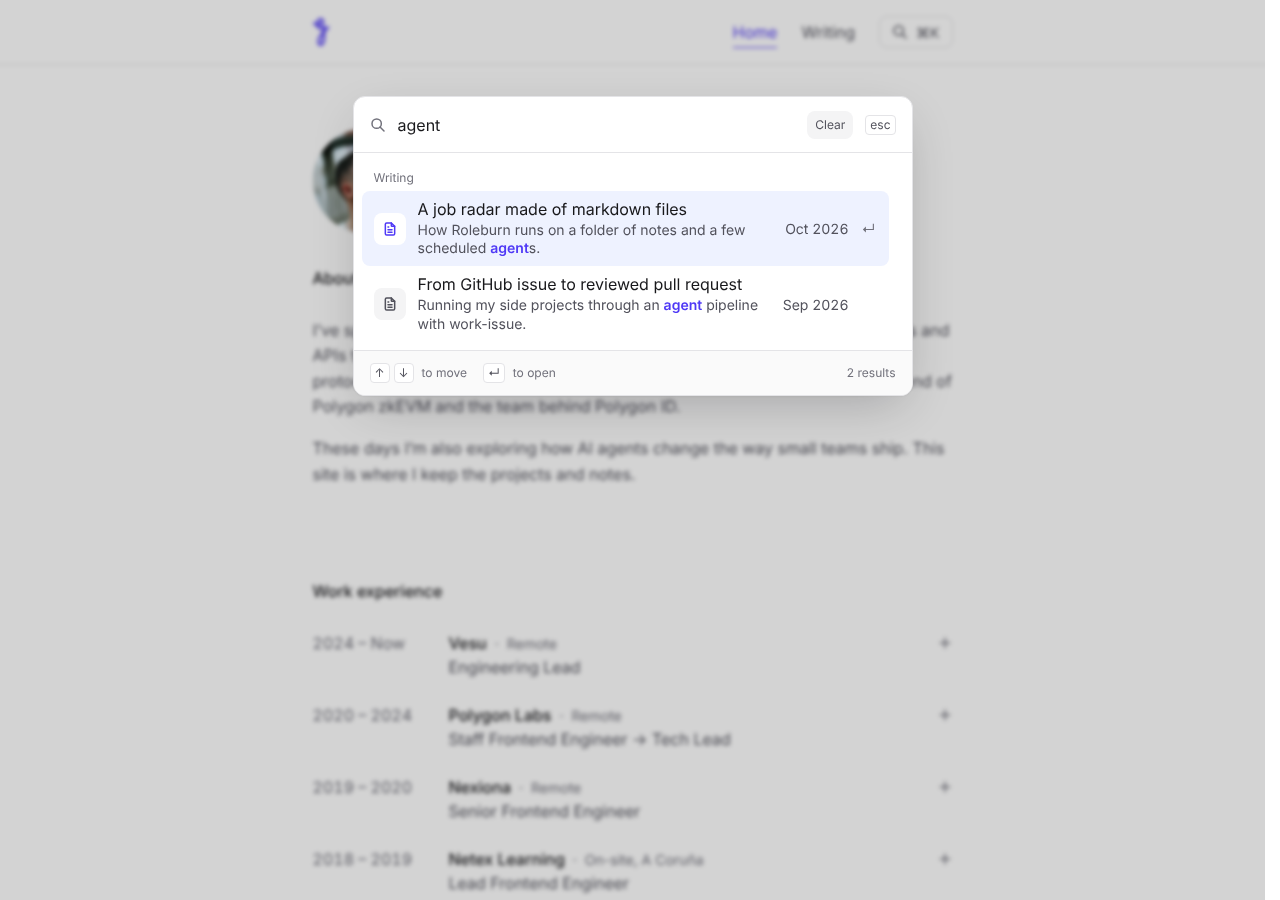 Home Writing ⌘K
agent Clear esc
Writing
A job radar made of markdown files
How Roleburn runs on a folder of notes and a few
scheduled agents.
Oct 2026
From GitHub issue to reviewed pull request
Running my side projects through an agent pipeline
with work-issue.
Sep 2026
↑ ↓ to move ↵ to open 2 results
Polygon zkEVM and the team behind Polygon ID.
These days I'm also exploring how AI agents change the way small teams ship. This
site is where I keep the projects and notes.
Work experience
2024 – Now Vesu · Remote +
Engineering Lead
2020 – 2024 Polygon Labs · Remote +
Staff Frontend Engineer → Tech Lead
2019 – 2020 Nexiona · Remote +
Senior Frontend Engineer
2018 – 2019 Netex Learning · On-site, A Coruña +
Lead Frontend Engineer